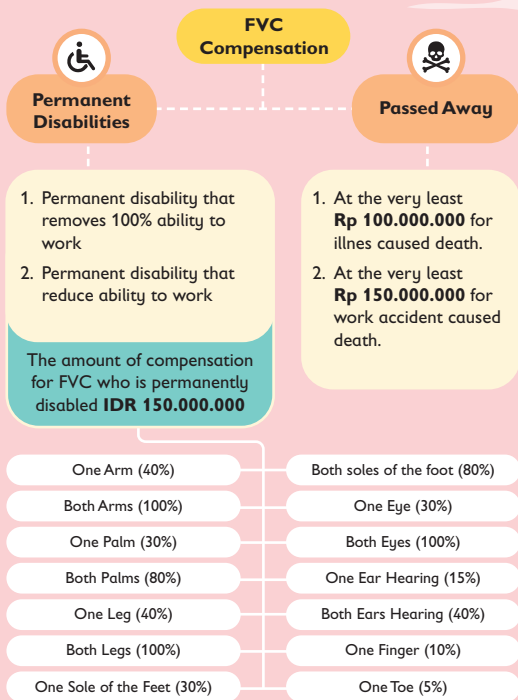 FVC
Compensation
Permanent
Disabilities
Passed Away
1. Permanent disability that
removes 100% ability to
work
2. Permanent disability that
reduce ability to work
The amount of compensation
for FVC who is permanently
disabled IDR 150.000.000
1. At the very least
Rp 100.000.000 for
illnes caused death.
2. At the very least
Rp 150.000.000 for
work accident caused
death.
One Arm (40%)
Both Arms (100%)
One Palm (30%)
Both Palms (80%)
One Leg (40%)
Both Legs (100%)
One Sole of the Feet (30%)
Both soles of the foot (80%)
One Eye (30%)
Both Eyes (100%)
One Ear Hearing (15%)
Both Ears Hearing (40%)
One Finger (10%)
One Toe (5%)